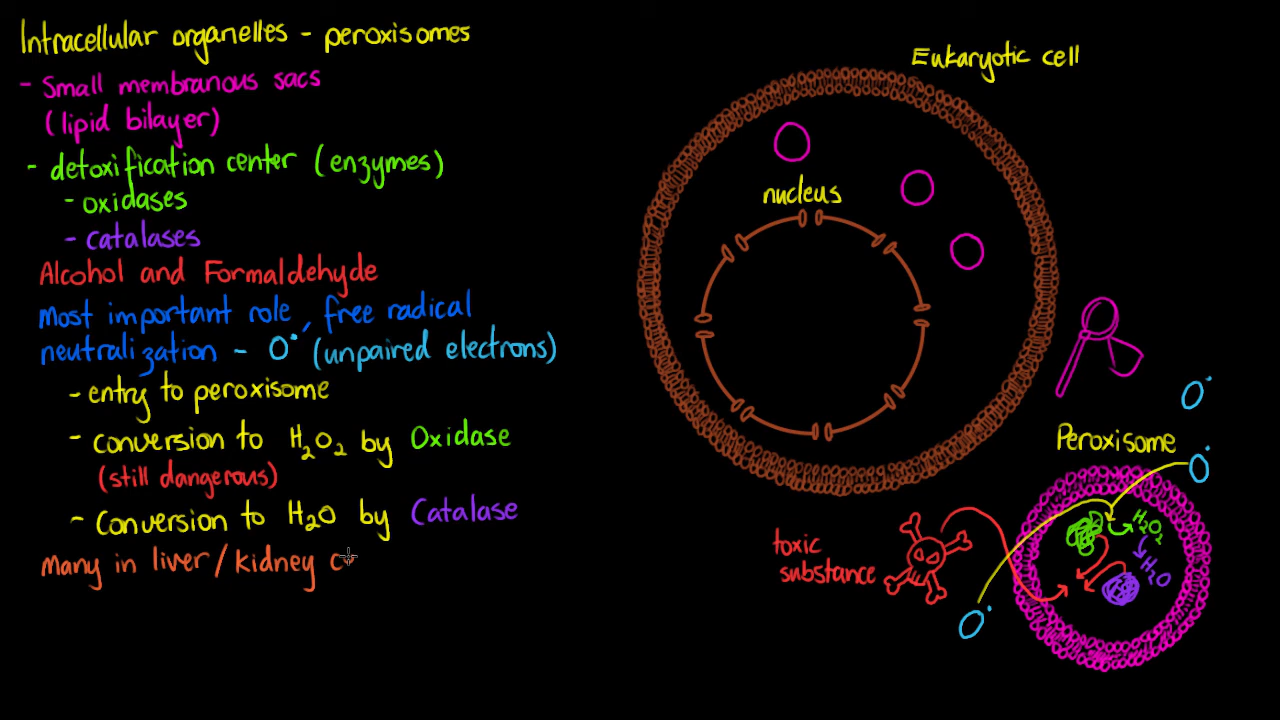 Intracellular organelles - peroxisomes
- Small membranous sacs
(lipid bilayer)
- detoxification center (enzymes)
- oxidases
- catalases
Alcohol and Formaldehyde
Most important role, free radical
neutralization - O• (unpaired electrons)
- entry to peroxisome
- conversion to H₂O₂ by Oxidase
(still dangerous)
- Conversion to H₂O by Catalase
Many in liver/kidney c
Eukaryotic cell
nucleus
O•
Peroxisome
O•
H₂O₂
H₂O
toxic
substance
O•